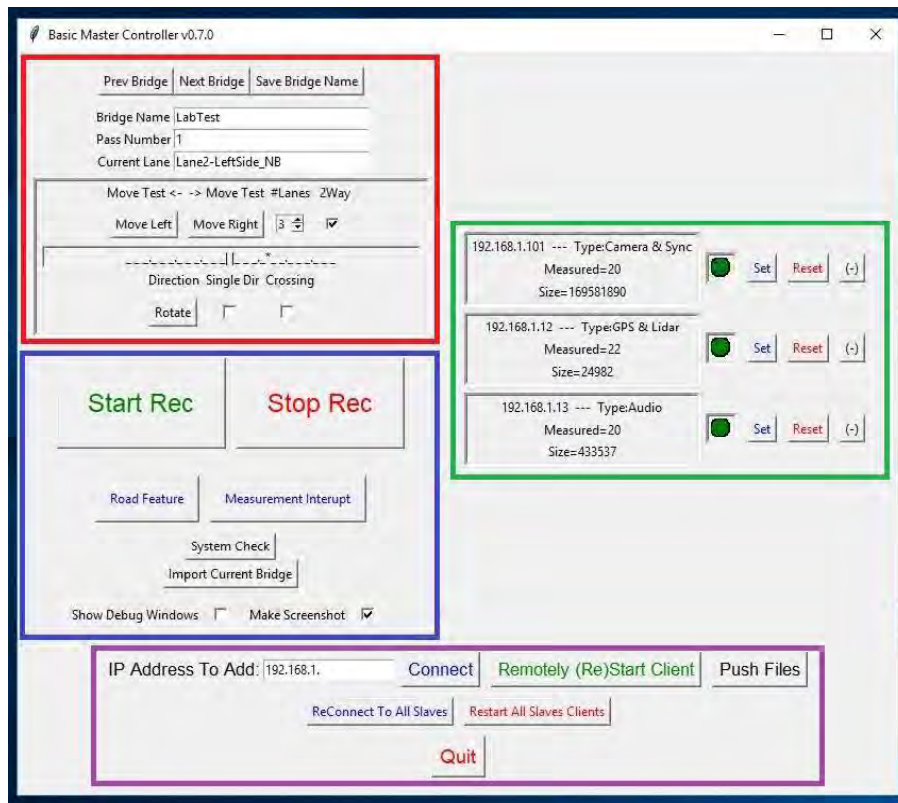 Basic Master Controller v0.7.0
Prev Bridge Next Bridge Save Bridge Name
Bridge Name LabTest
Pass Number 1
Current Lane Lane2-LeftSide_NB
Move Test <- -> Move Test #Lanes 2Way
Move Left Move Right 3
Direction Single Dir Crossing
Rotate
Start Rec Stop Rec
Road Feature Measurement Interupt
System Check
Import Current Bridge
Show Debug Windows Make Screenshot
192.168.1.101 --- Type:Camera & Sync
Measured=20 Set Reset (-)
Size=169581890
192.168.1.12 --- Type:GPS & Lidar
Measured=22 Set Reset (-)
Size=24982
192.168.1.13 --- Type:Audio
Measured=20 Set Reset (-)
Size=433537
IP Address To Add: 192.168.1. Connect Remotely (Re)Start Client Push Files
ReConnect To All Slaves Restart All Slaves Clients
Quit